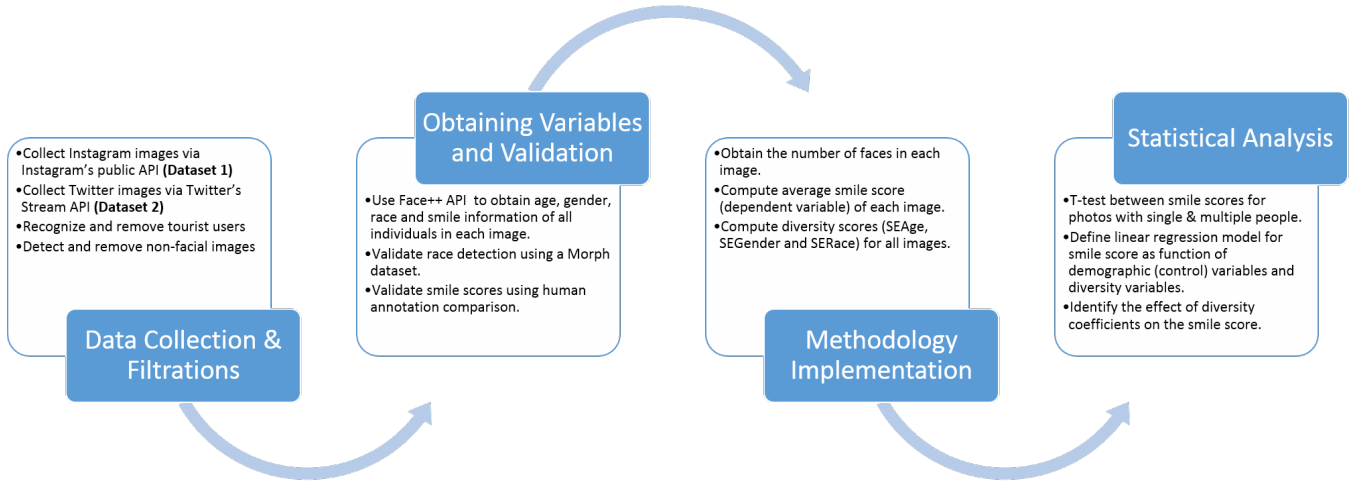 •Collect Instagram images via
Instagram's public API (Dataset 1)
•Collect Twitter images via Twitter's
Stream API (Dataset 2)
•Recognize and remove tourist users
•Detect and remove non-facial images
Data Collection &
Filtrations
Obtaining Variables
and Validation
•Use Face++ API to obtain age, gender,
race and smile information of all
individuals in each image.
•Validate race detection using a Morph
dataset.
•Validate smile scores using human
annotation comparison.
•Obtain the number of faces in each
image.
•Compute average smile score
(dependent variable) of each image.
•Compute diversity scores (SEAge,
SEGender and SERace) for all images.
Methodology
Implementation
Statistical Analysis
•T-test between smile scores for
photos with single & multiple people.
•Define linear regression model for
smile score as function of
demographic (control) variables and
diversity variables.
•Identify the effect of diversity
coefficients on the smile score.